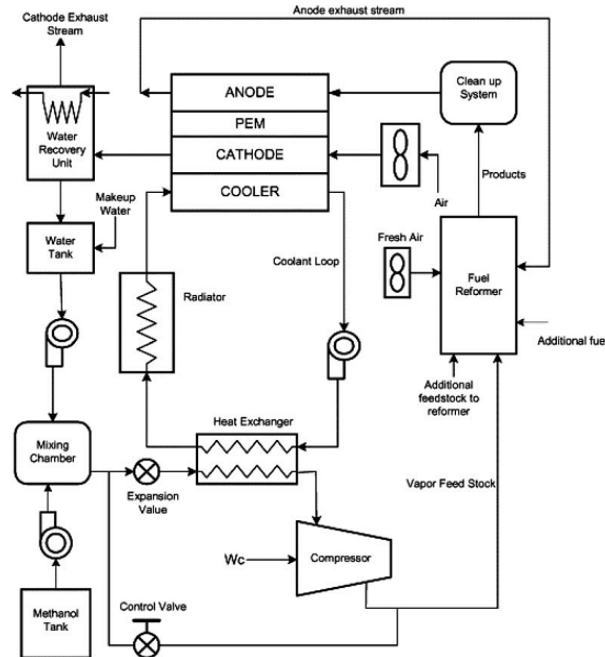 Cathode Exhaust
Stream
Anode exhaust stream
ANODE
Clean up
System
PEM
Water
Recovery
Unit
CATHODE
COOLER
Products
Air
Makeup
Water
Water
Tank
Fresh Air
Coolant Loop
Fuel
Reformer
Radiator
Additional fue
Additional
feedstock to
reformer
Heat Exchanger
Mixing
Chamber
Expansion
Value
Vapor Feed Stock
Wc
Compressor
Control Valve
Methanol
Tank